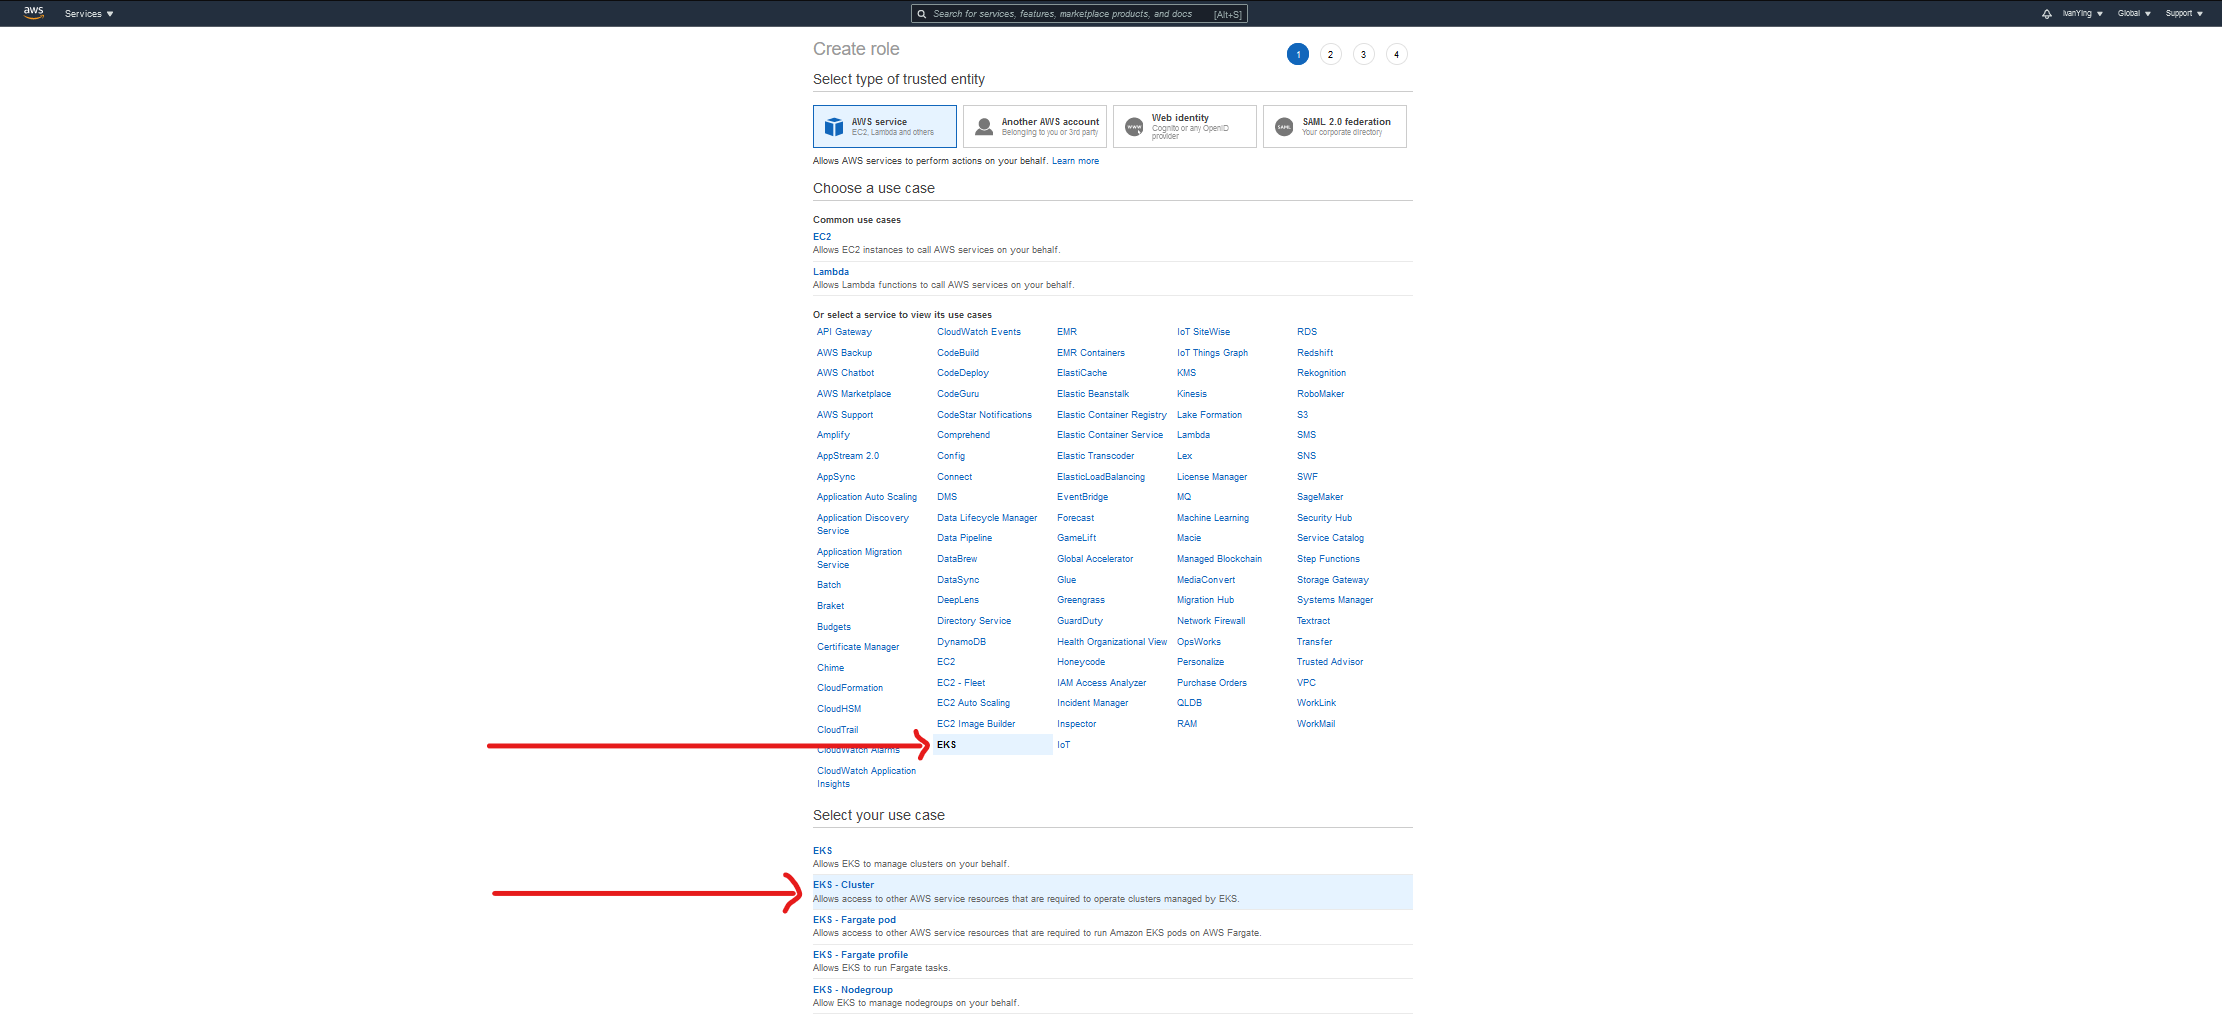 aws Services Search for services, features, marketplace products, and docs [Alt+S] IvanYing Global Support
Create role 1 2 3 4
Select type of trusted entity
AWS service
EC2, Lambda and others
Another AWS account
Belonging to you or 3rd party
WWW
Web identity
Cognito or any OpenID
provider
SAML
SAML 2.0 federation
Your corporate directory
Allows AWS services to perform actions on your behalf. Learn more
Choose a use case
Common use cases
EC2
Allows EC2 instances to call AWS services on your behalf.
Lambda
Allows Lambda functions to call AWS services on your behalf.
Or select a service to view its use cases
API Gateway
AWS Backup
AWS Chatbot
AWS Marketplace
AWS Support
Amplify
AppStream 2.0
AppSync
Application Auto Scaling
Application Discovery
Service
Application Migration
Service
Batch
Braket
Budgets
Certificate Manager
Chime
CloudFormation
CloudHSM
CloudTrail
CloudWatch Alarms
CloudWatch Application
Insights
CloudWatch Events
CodeBuild
CodeDeploy
CodeGuru
CodeStar Notifications
Comprehend
Config
Connect
DMS
Data Lifecycle Manager
Data Pipeline
DataBrew
DataSync
DeepLens
Directory Service
DynamoDB
EC2
EC2 - Fleet
EC2 Auto Scaling
EC2 Image Builder
EKS
EMR
EMR Containers
ElastiCache
Elastic Beanstalk
Elastic Container Registry
Elastic Container Service
Elastic Transcoder
ElasticLoadBalancing
EventBridge
Forecast
GameLift
Global Accelerator
Glue
Greengrass
GuardDuty
Health Organizational View
Honeycode
IAM Access Analyzer
Incident Manager
Inspector
IoT
IoT SiteWise
IoT Things Graph
KMS
Kinesis
Lake Formation
Lambda
Lex
License Manager
MQ
Machine Learning
Macie
Managed Blockchain
MediaConvert
Migration Hub
Network Firewall
OpsWorks
Personalize
Purchase Orders
QLDB
RAM
RDS
Redshift
Rekognition
RoboMaker
S3
SMS
SNS
SWF
SageMaker
Security Hub
Service Catalog
Step Functions
Storage Gateway
Systems Manager
Textract
Transfer
Trusted Advisor
VPC
WorkLink
WorkMail
Select your use case
EKS
Allows EKS to manage clusters on your behalf.
EKS - Cluster
Allows access to other AWS service resources that are required to operate clusters managed by EKS.
EKS - Fargate pod
Allows access to other AWS service resources that are required to run Amazon EKS pods on AWS Fargate.
EKS - Fargate profile
Allows EKS to run Fargate tasks.
EKS - Nodegroup
Allow EKS to manage nodegroups on your behalf.